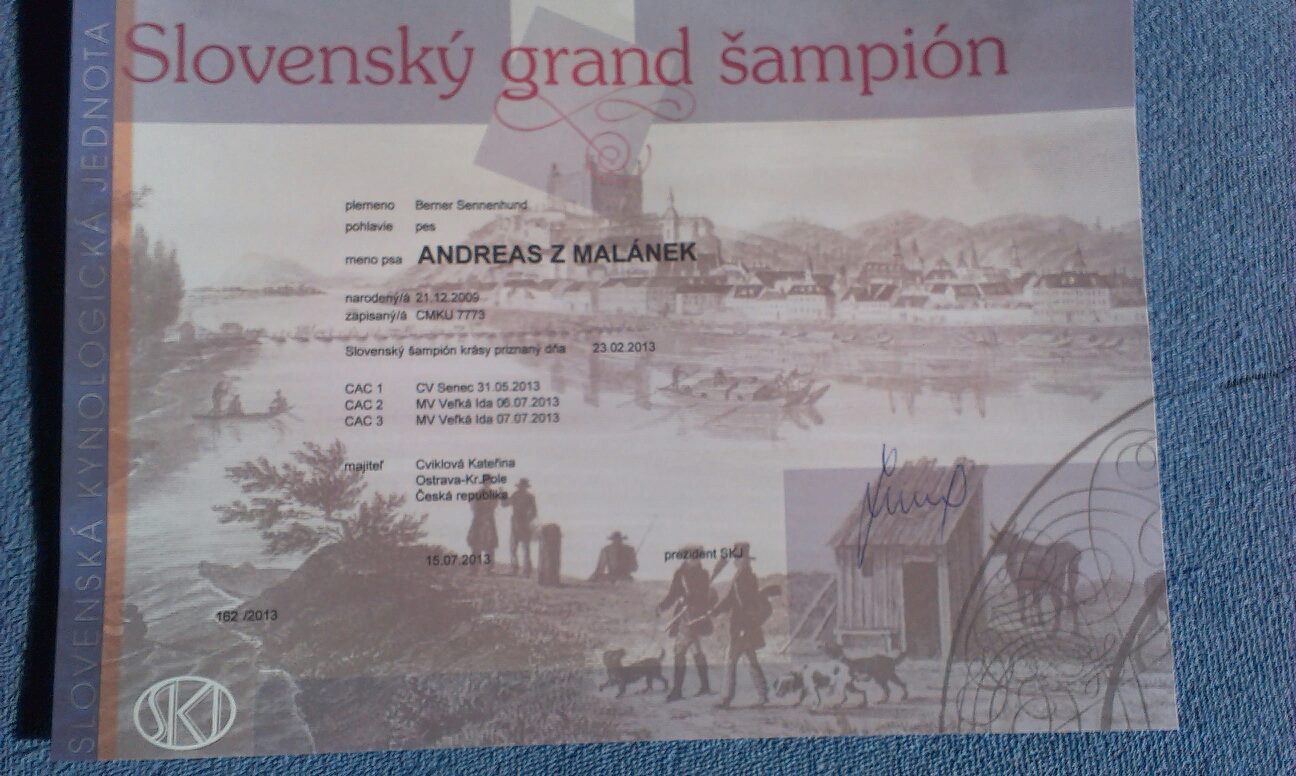 Slovenský grand šampión
SLOVENSKÁ KYNOLOGICKÁ JEDNOTA
plemeno Berner Sennenhund
pohlavie pes
meno psa ANDREAS Z MALÁNEK
narodený/á 21.12.2009
zapísaný/á CMKU 7773
Slovenský šampión krásy priznaný dňa 23.02.2013
CAC 1 CV Senec 31.05.2013
CAC 2 MV Veľká Ida 06.07.2013
CAC 3 MV Veľká Ida 07.07.2013
majiteľ Cviklová Kateřina
Ostrava-Kr.Pole
Česká republika
15.07.2013
prezident SKJ
162 /2013
SKJ